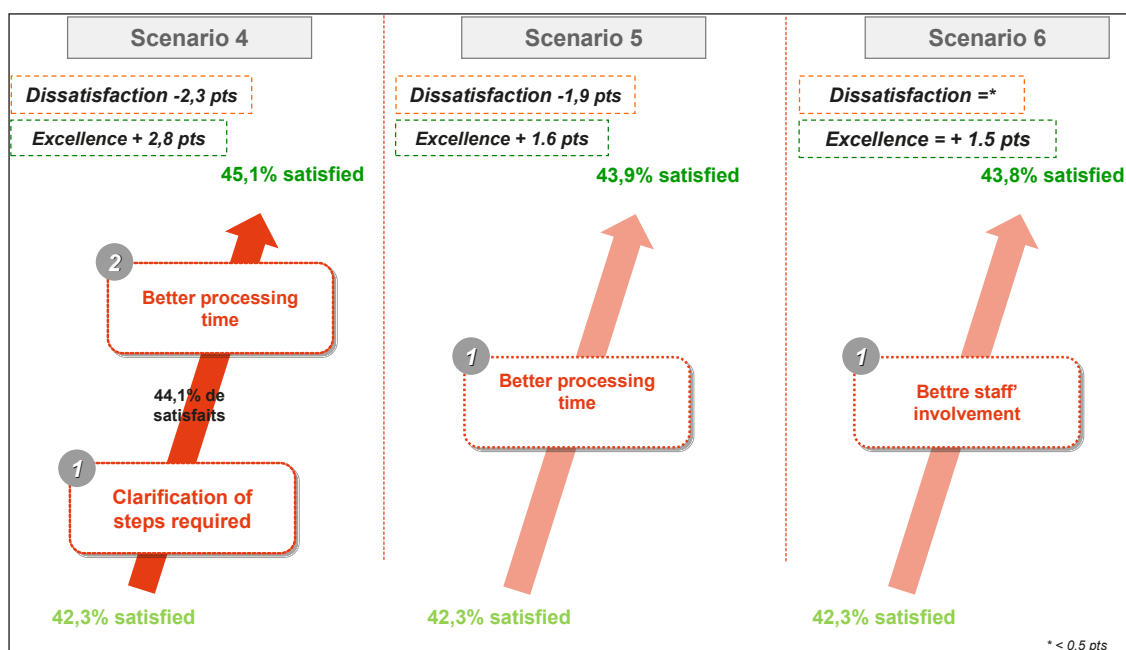 Scenario 4
Dissatisfaction -2,3 pts
Excellence + 2,8 pts
45,1% satisfied
2
Better processing
time
44,1% de
satisfaits
1
Clarification of
steps required
42,3% satisfied
Scenario 5
Dissatisfaction -1,9 pts
Excellence + 1.6 pts
43,9% satisfied
1
Better processing
time
42,3% satisfied
Scenario 6
Dissatisfaction =*
Excellence = + 1.5 pts
43,8% satisfied
1
Bettre staff'
involvement
42,3% satisfied
* < 0,5 pts